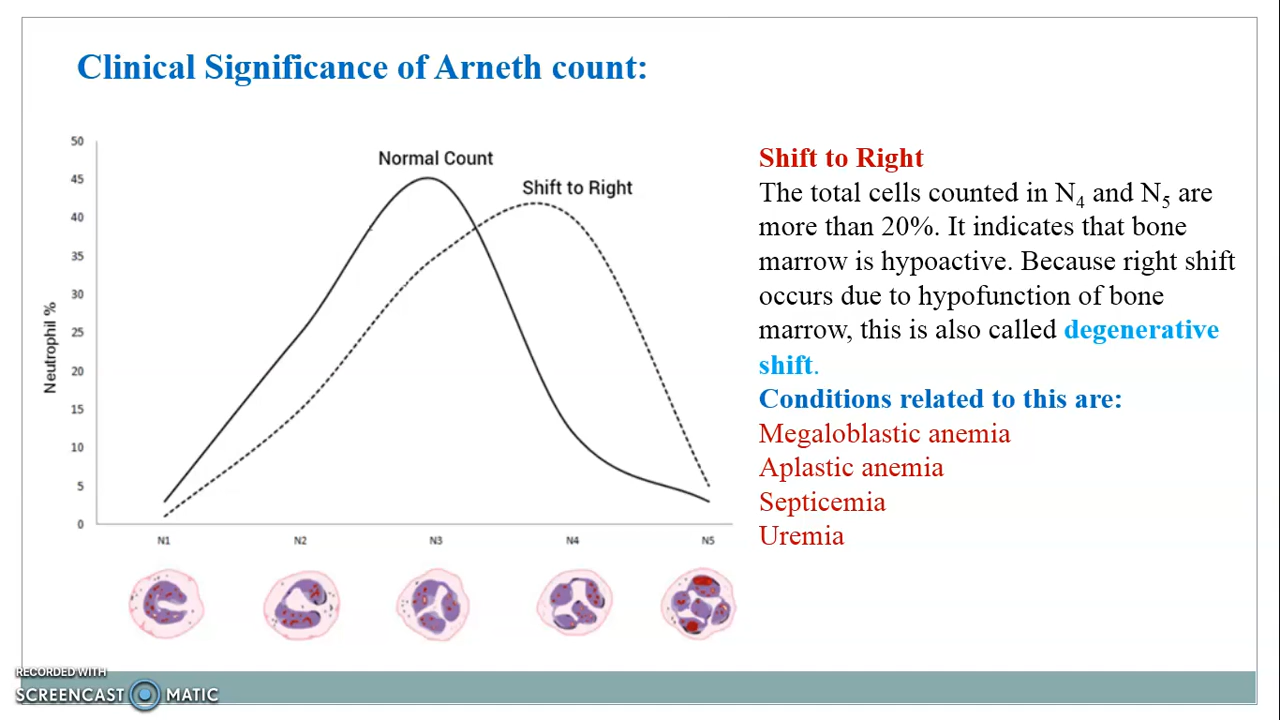 Clinical Significance of Arneth count:
50
45
40
35
30
25
20
15
10
5
0
Neutrophil %
Normal Count
Shift to Right
N1 N2 N3 N4 N5
Shift to Right
The total cells counted in N₄ and N₅ are
more than 20%. It indicates that bone
marrow is hypoactive. Because right shift
occurs due to hypofunction of bone
marrow, this is also called degenerative
shift.
Conditions related to this are:
Megaloblastic anemia
Aplastic anemia
Septicemia
Uremia
RECORDED WITH
SCREENCAST MATIC